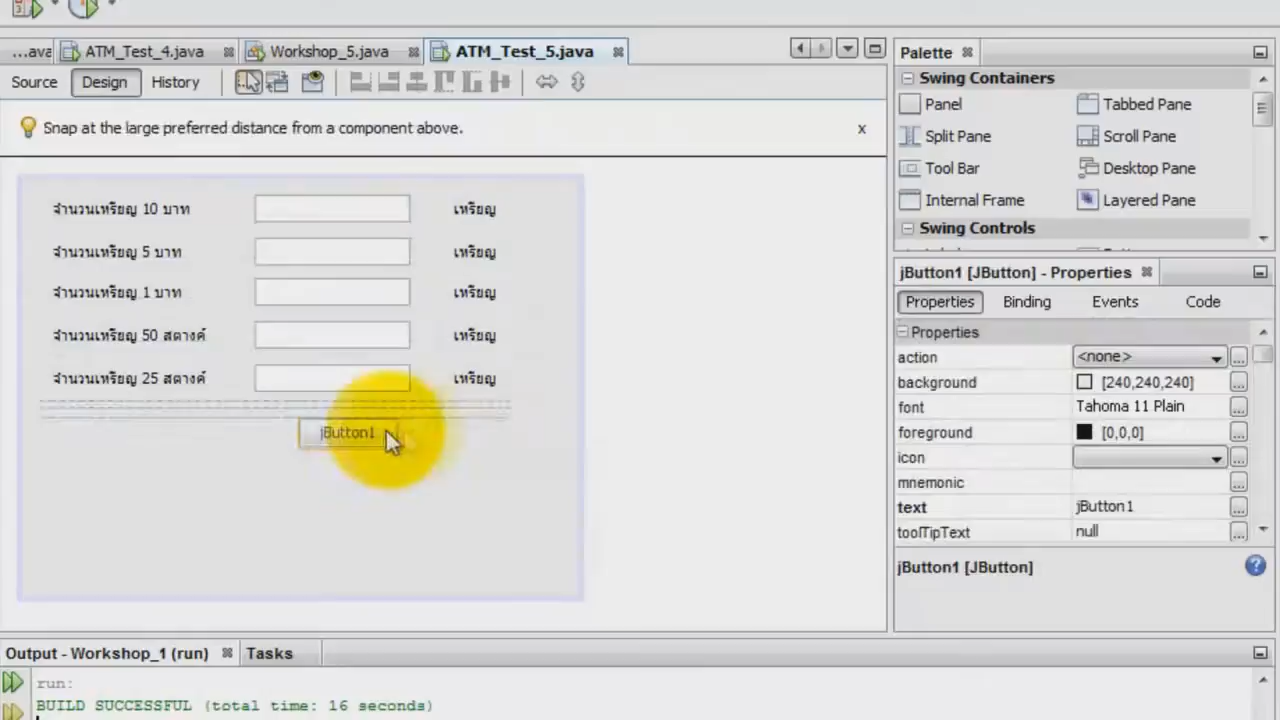 ...ava ATM_Test_4.java Workshop_5.java ATM_Test_5.java
Source Design History
Snap at the large preferred distance from a component above. x
จำนวนเหรียญ 10 บาท เหรียญ
จำนวนเหรียญ 5 บาท เหรียญ
จำนวนเหรียญ 1 บาท เหรียญ
จำนวนเหรียญ 50 สตางค์ เหรียญ
จำนวนเหรียญ 25 สตางค์ เหรียญ
jButton1
Palette
Swing Containers
Panel Tabbed Pane
Split Pane Scroll Pane
Tool Bar Desktop Pane
Internal Frame Layered Pane
Swing Controls
jButton1 [JButton] - Properties
Properties Binding Events Code
Properties
action <none> ...
background [240,240,240] ...
font Tahoma 11 Plain ...
foreground [0,0,0] ...
icon ...
mnemonic ...
text jButton1 ...
toolTipText null ...
jButton1 [JButton] ?
Output - Workshop_1 (run) Tasks
run:
BUILD SUCCESSFUL (total time: 16 seconds)